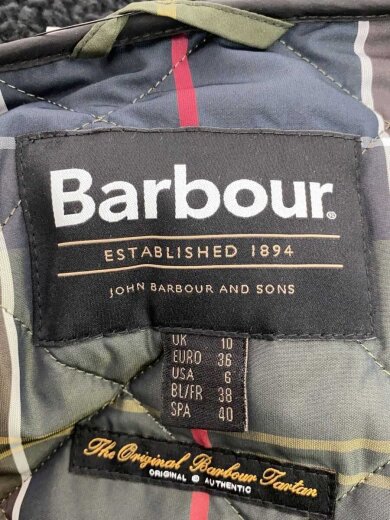 Barbour®
ESTABLISHED 1894
JOHN BARBOUR AND SONS
UK 10
EURO 36
USA 6
BL/FR 38
SPA 40
The Original Barbour Tartan
ORIGINAL @ AUTHENTIC